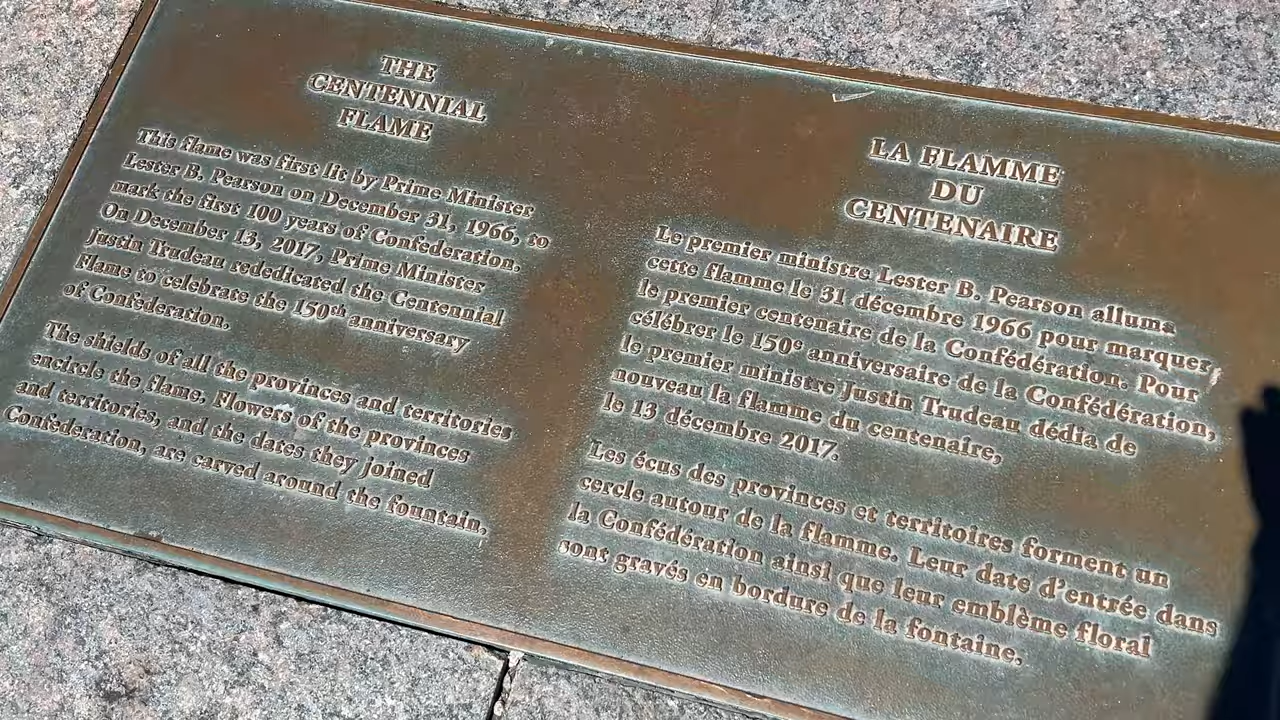 THE
CENTENNIAL
FLAME
This flame was first lit by Prime Minister
Lester B. Pearson on December 31, 1966, to
mark the first 100 years of Confederation.
On December 13, 2017, Prime Minister
Justin Trudeau rededicated the Centennial
Flame to celebrate the 150th anniversary
of Confederation.
The shields of all the provinces and territories
encircle the flame. Flowers of the provinces
and territories, and the dates they joined
Confederation, are carved around the fountain.
LA FLAMME
DU
CENTENAIRE
Le premier ministre Lester B. Pearson alluma
cette flamme le 31 décembre 1966 pour marquer
le premier centenaire de la Confédération. Pour
célébrer le 150e anniversaire de la Confédération,
le premier ministre Justin Trudeau dédia de
nouveau la flamme du centenaire,
le 13 décembre 2017.
Les écus des provinces et territoires forment un
cercle autour de la flamme. Leur date d'entrée dans
la Confédération ainsi que leur emblème floral
sont gravés en bordure de la fontaine.